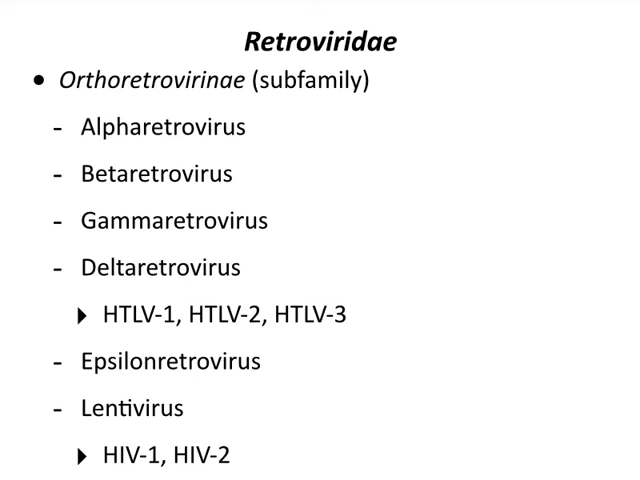 Retroviridae
• Orthoretrovirinae (subfamily)
- Alpharetrovirus
- Betaretrovirus
- Gammaretrovirus
- Deltaretrovirus
‣ HTLV-1, HTLV-2, HTLV-3
- Epsilonretrovirus
- Lentivirus
‣ HIV-1, HIV-2